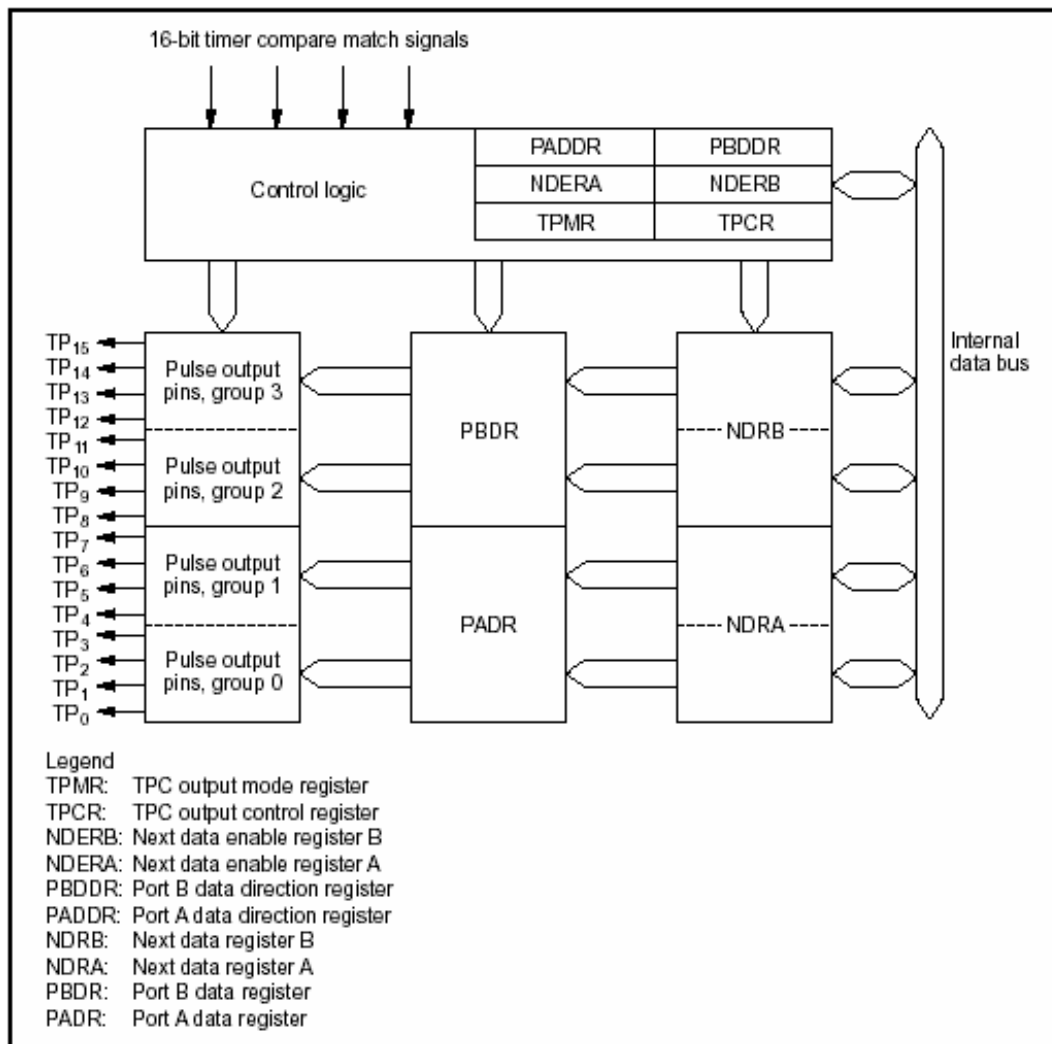 16-bit timer compare match signals
Control logic
PADDR
PBDDR
NDERA
NDERB
TPMR
TPCR
Internal
data bus
TP15
TP14
TP13
TP12
TP11
TP10
TP9
TP8
TP7
TP6
TP5
TP4
TP3
TP2
TP1
TP0
Pulse output
pins, group 3
Pulse output
pins, group 2
Pulse output
pins, group 1
Pulse output
pins, group 0
PBDR
PADR
NDRB
NDRA
Legend
TPMR: TPC output mode register
TPCR: TPC output control register
NDERB: Next data enable register B
NDERA: Next data enable register A
PBDDR: Port B data direction register
PADDR: Port A data direction register
NDRB: Next data register B
NDRA: Next data register A
PBDR: Port B data register
PADR: Port A data register